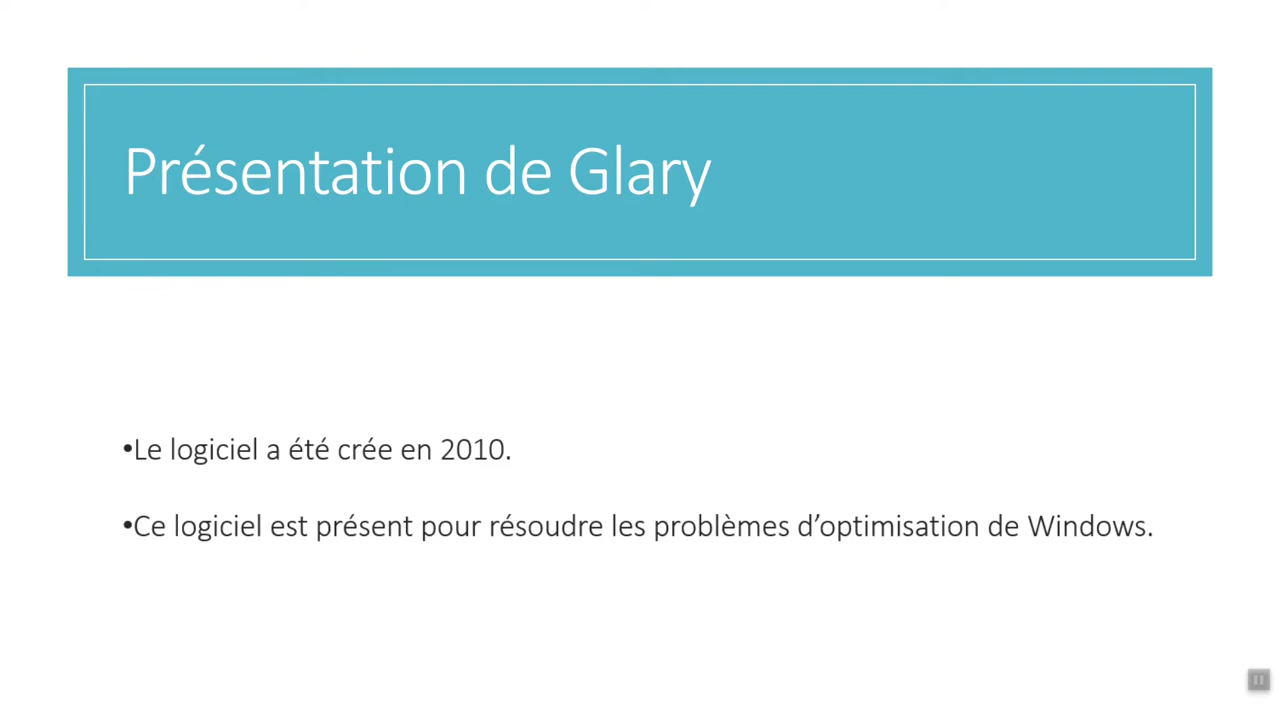 Présentation de Glary
•Le logiciel a été crée en 2010.
•Ce logiciel est présent pour résoudre les problèmes d’optimisation de Windows.